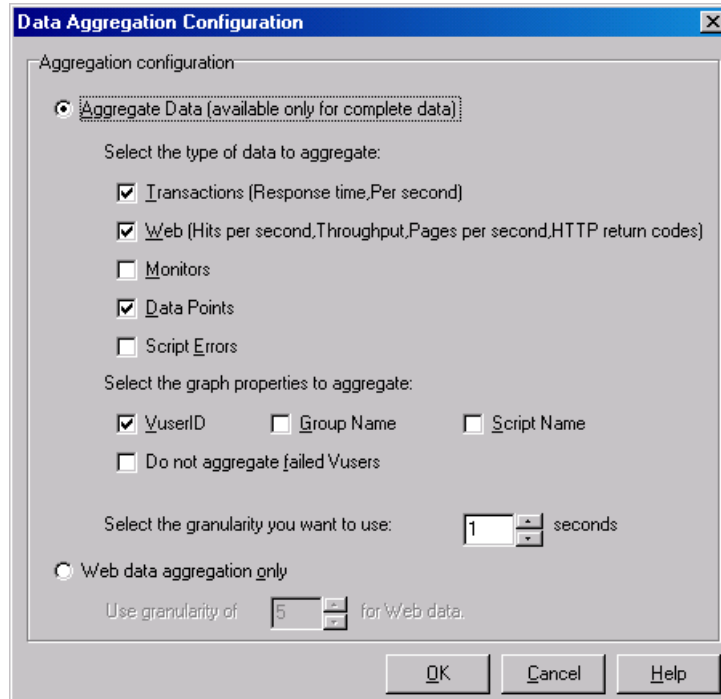 Data Aggregation Configuration
Aggregation configuration
Aggregate Data (available only for complete data)
Select the type of data to aggregate:
Transactions (Response time,Per second)
Web (Hits per second,Throughput,Pages per second,HTTP return codes)
Monitors
Data Points
Script Errors
Select the graph properties to aggregate:
VuserID Group Name Script Name
Do not aggregate failed Vusers
Select the granularity you want to use: 1 seconds
Web data aggregation only
Use granularity of 5 for Web data.
OK Cancel Help